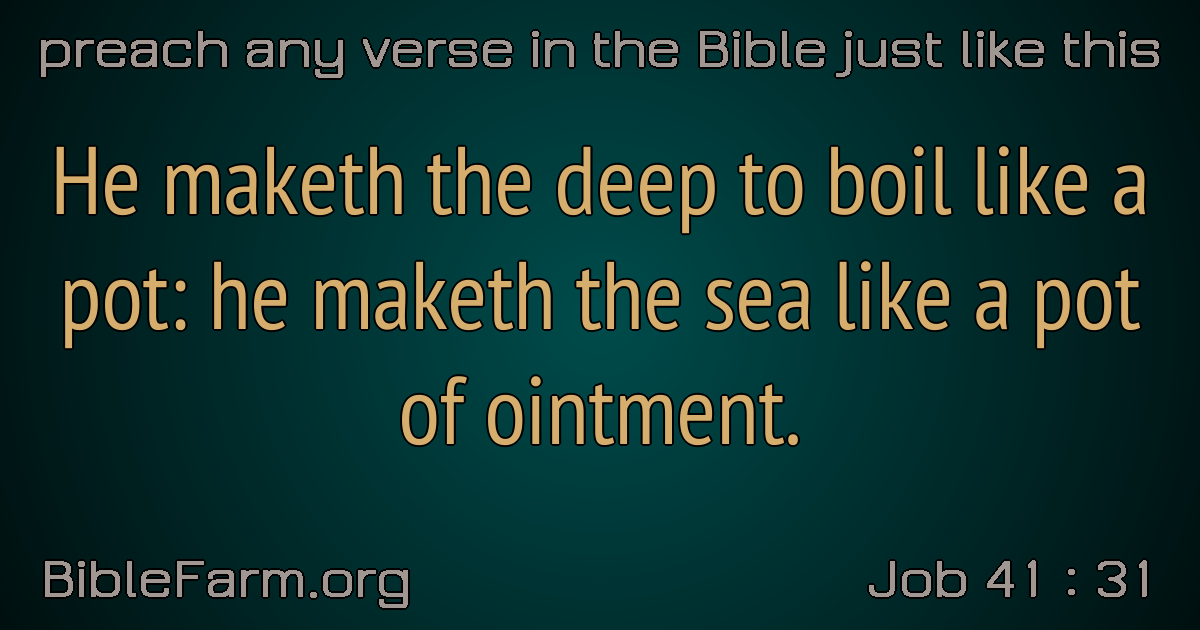 preach any verse in the Bible just like this
He maketh the deep to boil like a
pot: he maketh the sea like a pot
of ointment.
BibleFarm.org
Job 41 : 31